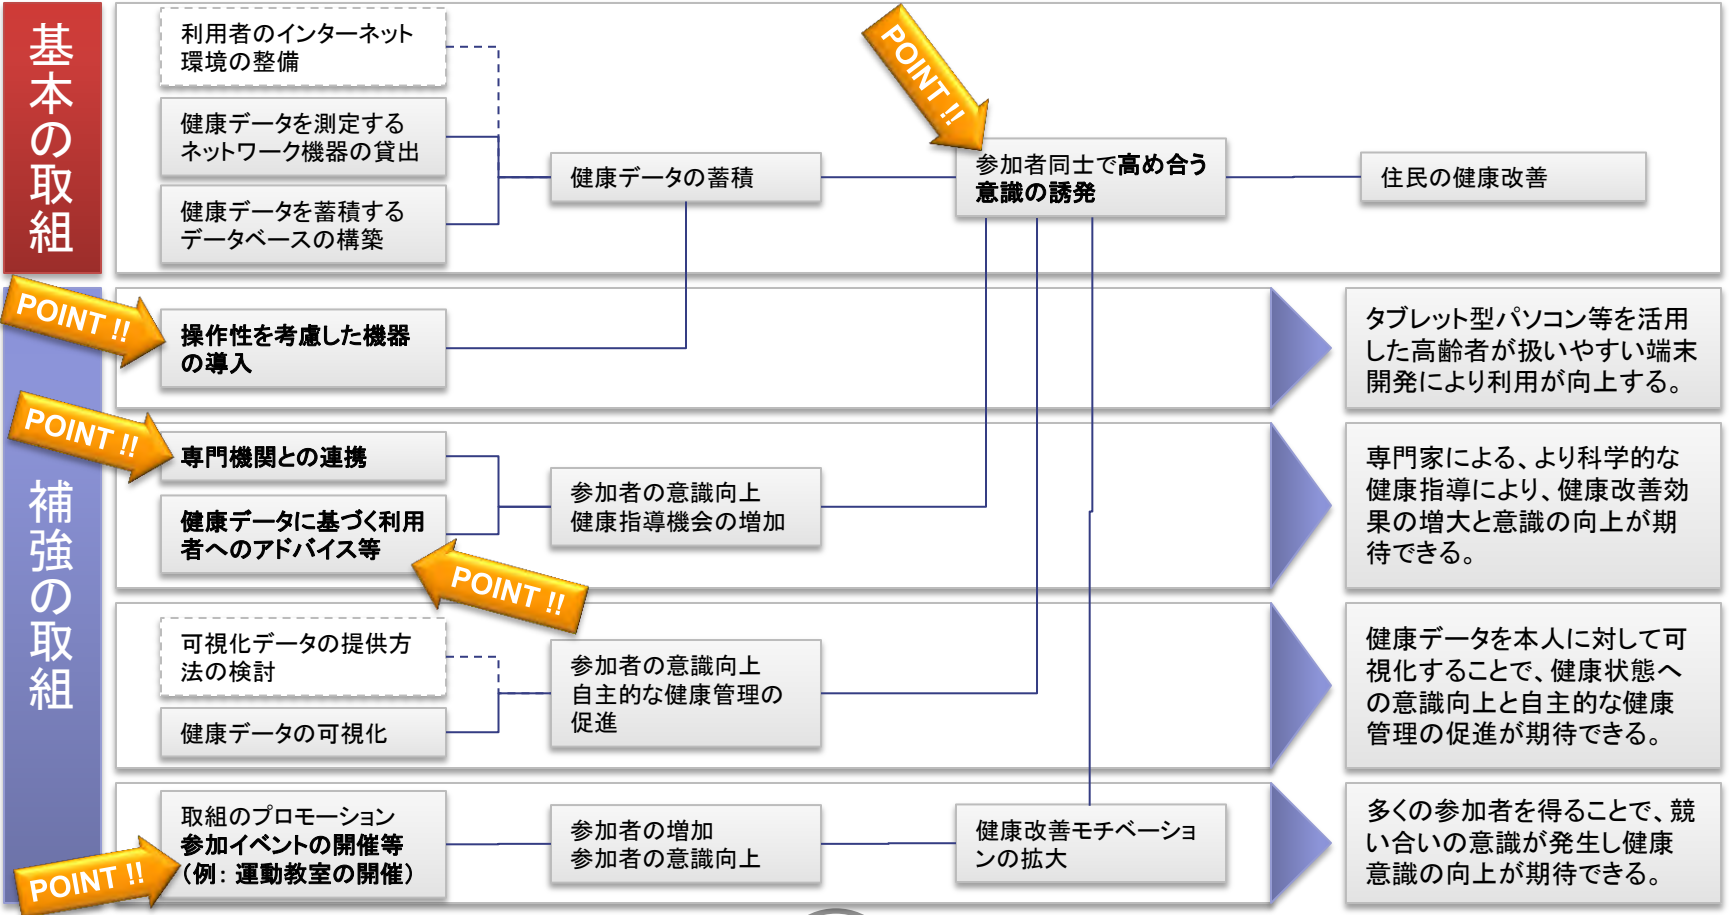 基本の取組
利用者のインターネット
環境の整備
健康データを測定する
ネットワーク機器の貸出
健康データを蓄積する
データベースの構築
健康データの蓄積
POINT !!
参加者同士で高め合う
意識の誘発
住民の健康改善
補強の取組
POINT !!
操作性を考慮した機器
の導入
タブレット型パソコン等を活用
した高齢者が扱いやすい端末
開発により利用が向上する。
POINT !!
専門機関との連携
健康データに基づく利用
者へのアドバイス等
POINT !!
参加者の意識向上
健康指導機会の増加
専門家による、より科学的な
健康指導により、健康改善効
果の増大と意識の向上が期
待できる。
可視化データの提供方
法の検討
健康データの可視化
参加者の意識向上
自主的な健康管理の
促進
健康データを本人に対して可
視化することで、健康状態へ
の意識向上と自主的な健康
管理の促進が期待できる。
POINT !!
取組のプロモーション
参加イベントの開催等
（例：運動教室の開催）
参加者の増加
参加者の意識向上
健康改善モチベーショ
ンの拡大
多くの参加者を得ることで、競
い合いの意識が発生し健康
意識の向上が期待できる。